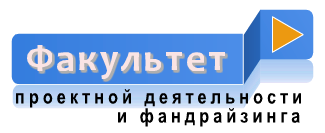 Факультет
проектной деятельности
и фандрайзинга